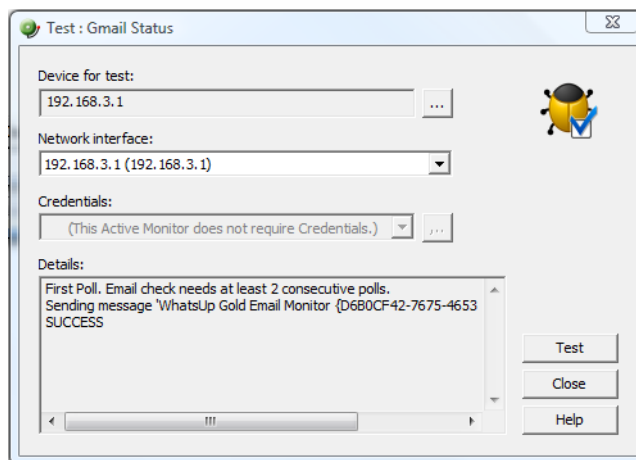 Test : Gmail Status
Device for test:
192.168.3.1
...
Network interface:
192.168.3.1 (192.168.3.1)
Credentials:
(This Active Monitor does not require Credentials.)
...
Details:
First Poll. Email check needs at least 2 consecutive polls.
Sending message 'WhatsUp Gold Email Monitor {D6B0CF42-7675-4653
SUCCESS
Test
Close
Help